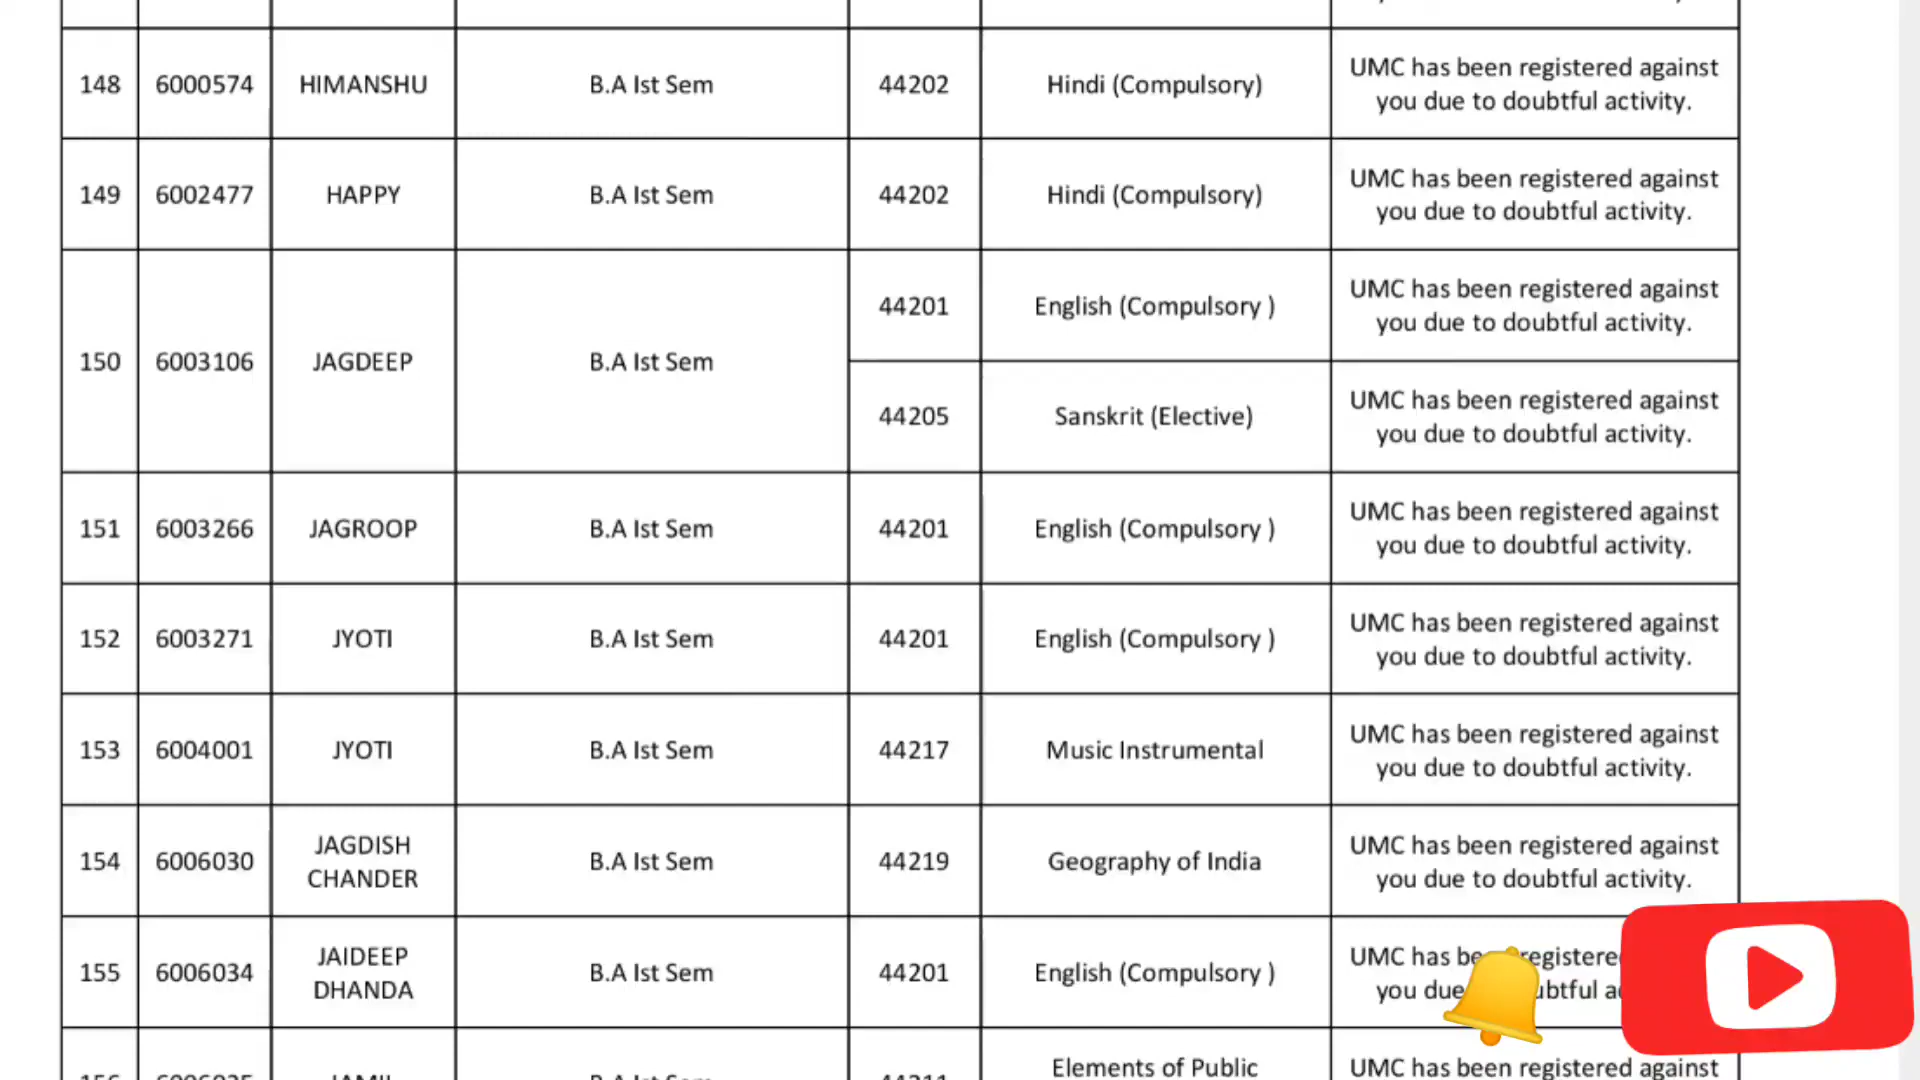 148 6000574 HIMANSHU B.A Ist Sem 44202 Hindi (Compulsory) UMC has been registered against
you due to doubtful activity.
149 6002477 HAPPY B.A Ist Sem 44202 Hindi (Compulsory) UMC has been registered against
you due to doubtful activity.
150 6003106 JAGDEEP B.A Ist Sem 44201 English (Compulsory ) UMC has been registered against
you due to doubtful activity.
44205 Sanskrit (Elective) UMC has been registered against
you due to doubtful activity.
151 6003266 JAGROOP B.A Ist Sem 44201 English (Compulsory ) UMC has been registered against
you due to doubtful activity.
152 6003271 JYOTI B.A Ist Sem 44201 English (Compulsory ) UMC has been registered against
you due to doubtful activity.
153 6004001 JYOTI B.A Ist Sem 44217 Music Instrumental UMC has been registered against
you due to doubtful activity.
154 6006030 JAGDISH
CHANDER B.A Ist Sem 44219 Geography of India UMC has been registered against
you due to doubtful activity.
155 6006034 JAIDEEP
DHANDA B.A Ist Sem 44201 English (Compulsory ) UMC has
you due
Elements of Public UMC has been registered against